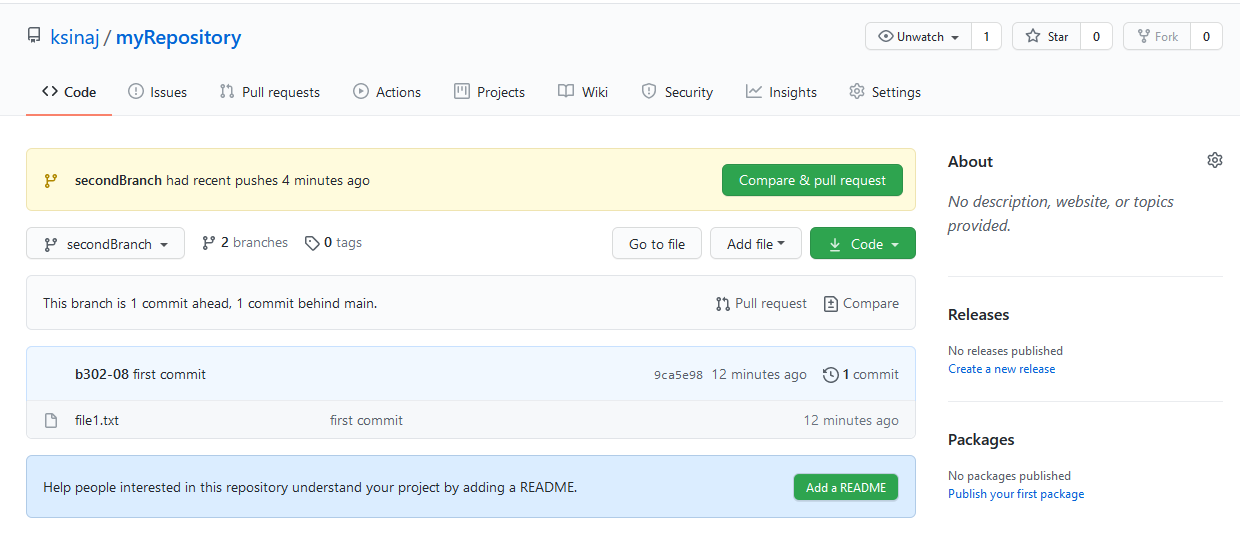 ksinaj / myRepository
Unwatch 1 Star 0 Fork 0
Code Issues Pull requests Actions Projects Wiki Security Insights Settings
secondBranch had recent pushes 4 minutes ago Compare & pull request
secondBranch 2 branches 0 tags Go to file Add file Code
This branch is 1 commit ahead, 1 commit behind main. Pull request Compare
b302-08 first commit 9ca5e98 12 minutes ago 1 commit
file1.txt first commit 12 minutes ago
Help people interested in this repository understand your project by adding a README. Add a README
About
No description, website, or topics
provided.
Releases
No releases published
Create a new release
Packages
No packages published
Publish your first package